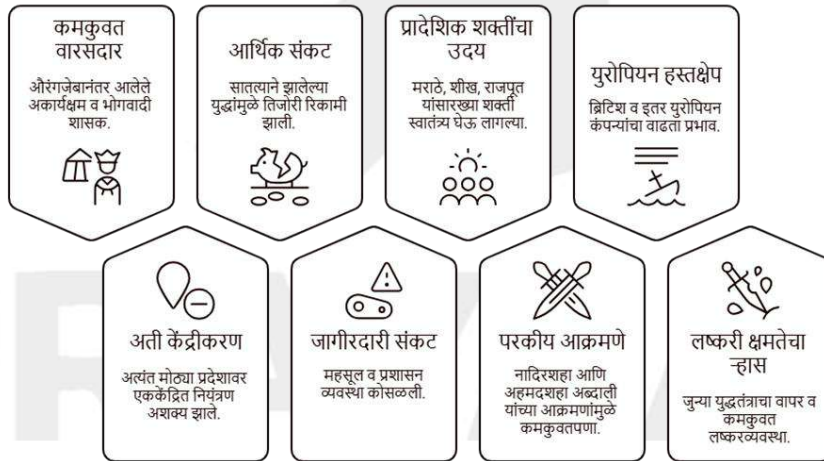 कमकुवत
वारसदार
औरंगजेबानंतर आलेले
अकार्यक्षम व भोगवादी
शासक.
आर्थिक संकट
सातत्याने झालेल्या
युद्धांमुळे तिजोरी रिकामी
झाली.
प्रादेशिक शक्तींचा
उदय
मराठे, शीख, राजपूत
यांसारख्या शक्ती
स्वातंत्र्य घेऊ लागल्या.
युरोपियन हस्तक्षेप
ब्रिटिश व इतर युरोपियन
कंपन्यांचा वाढता प्रभाव.
अती केंद्रीकरण
अत्यंत मोठ्या प्रदेशावर
एककेंद्रित नियंत्रण
अशक्य झाले.
जागीरदारी संकट
महसूल व प्रशासन
व्यवस्था कोसळली.
परकीय आक्रमणे
नादिरशहा आणि
अहमदशहा अब्दाली
यांच्या आक्रमणांमुळे
कमकुवतपणा.
लष्करी क्षमतेचा
ऱ्हास
जुन्या युद्धतंत्राचा वापर व
कमकुवत
लष्करव्यवस्था.